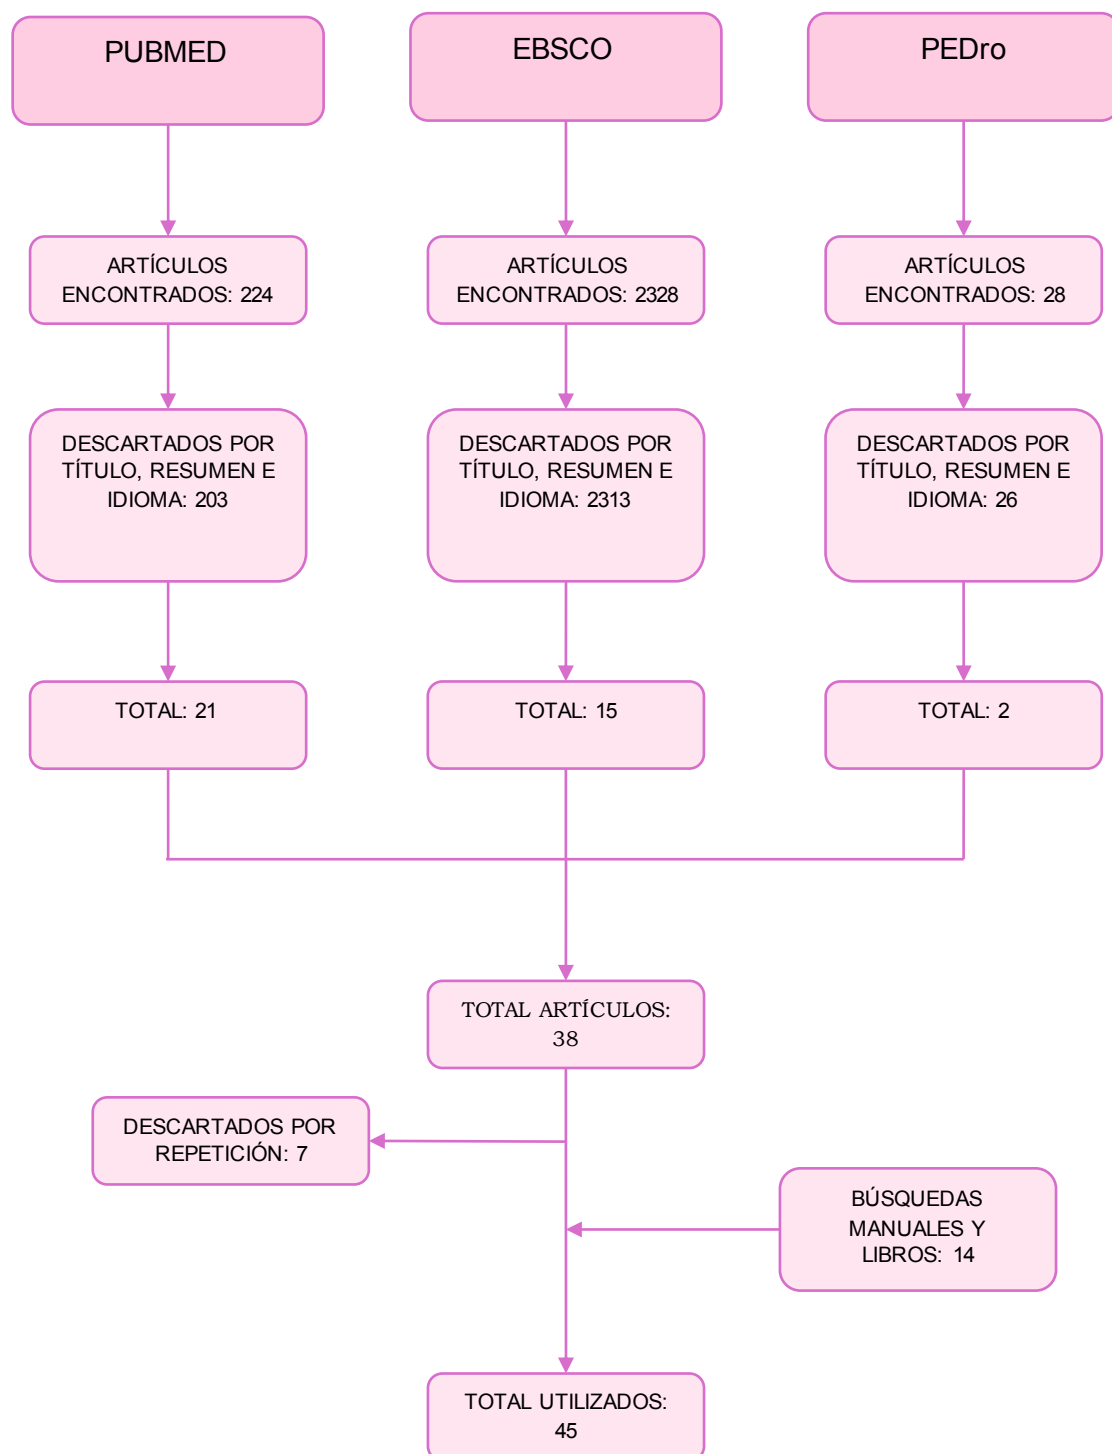 PUBMED
EBSCO
PEDro
ARTÍCULOS
ENCONTRADOS: 224
ARTÍCULOS
ENCONTRADOS: 2328
ARTÍCULOS
ENCONTRADOS: 28
DESCARTADOS POR
TÍTULO, RESUMEN E
IDIOMA: 203
DESCARTADOS POR
TÍTULO, RESUMEN E
IDIOMA: 2313
DESCARTADOS POR
TÍTULO, RESUMEN E
IDIOMA: 26
TOTAL: 21
TOTAL: 15
TOTAL: 2
TOTAL ARTÍCULOS:
38
DESCARTADOS POR
REPETICIÓN: 7
BÚSQUEDAS
MANUALES Y
LIBROS: 14
TOTAL UTILIZADOS:
45